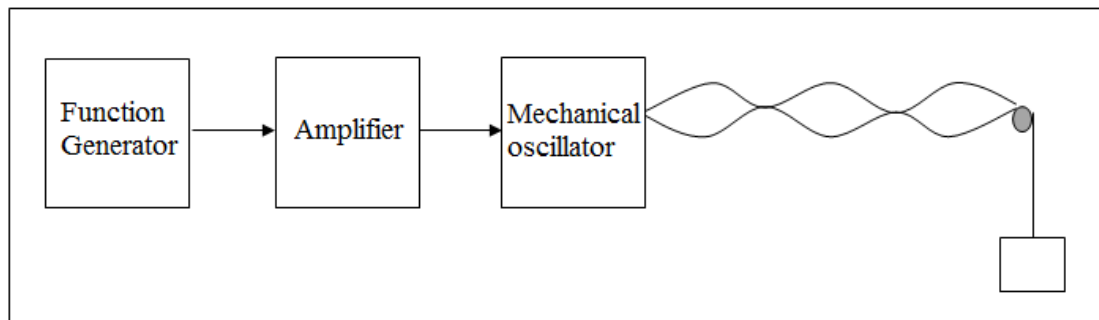 Function
Generator
Amplifier
Mechanical
oscillator